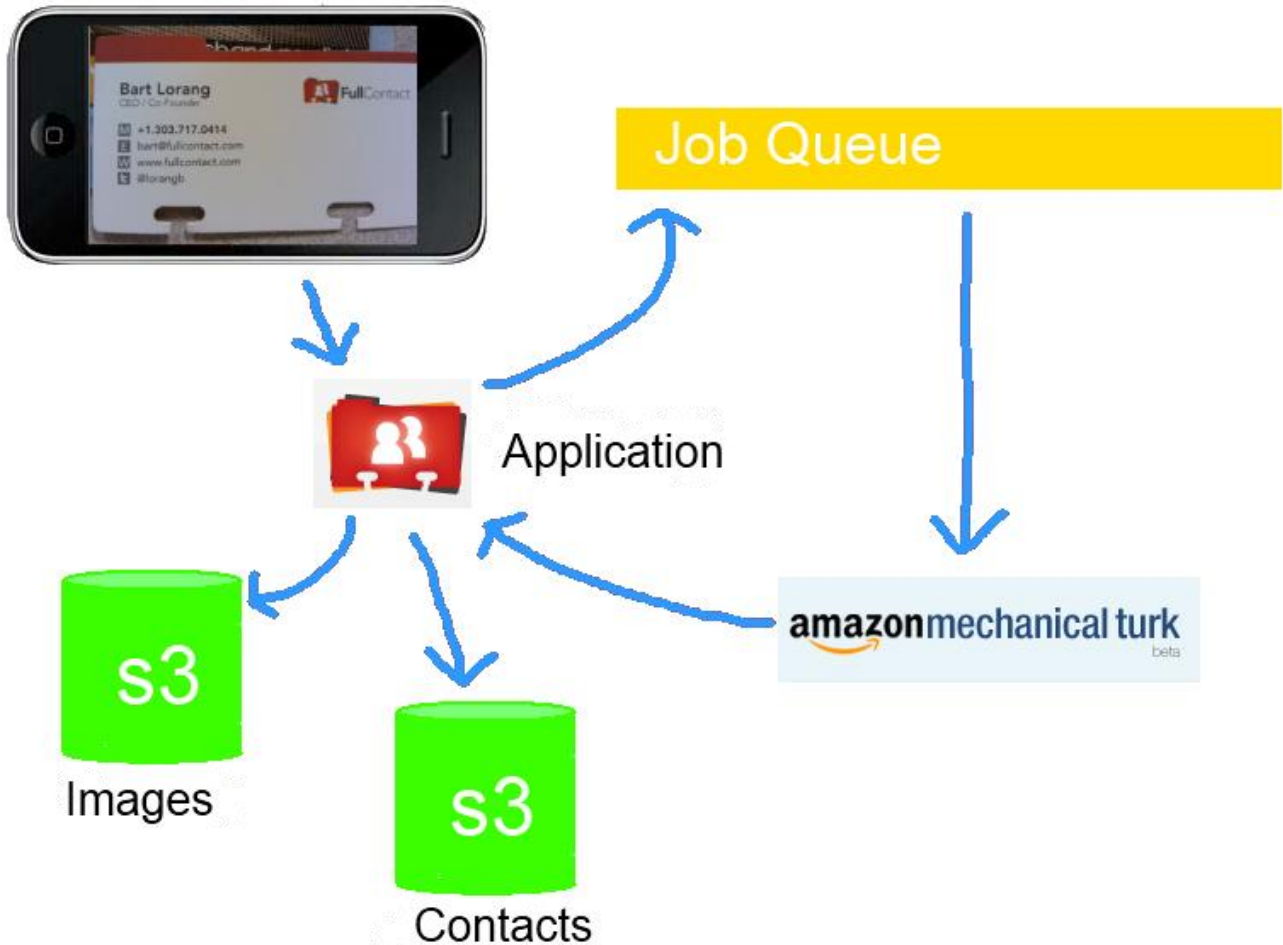 Bart Lorang
CEO / Co-Founder
FullContact
M +1.303.717.0414
E bart@fullcontact.com
W www.fullcontact.com
t @lorangb
Job Queue
Application
amazonmechanical turk
beta
s3
Images
s3
Contacts